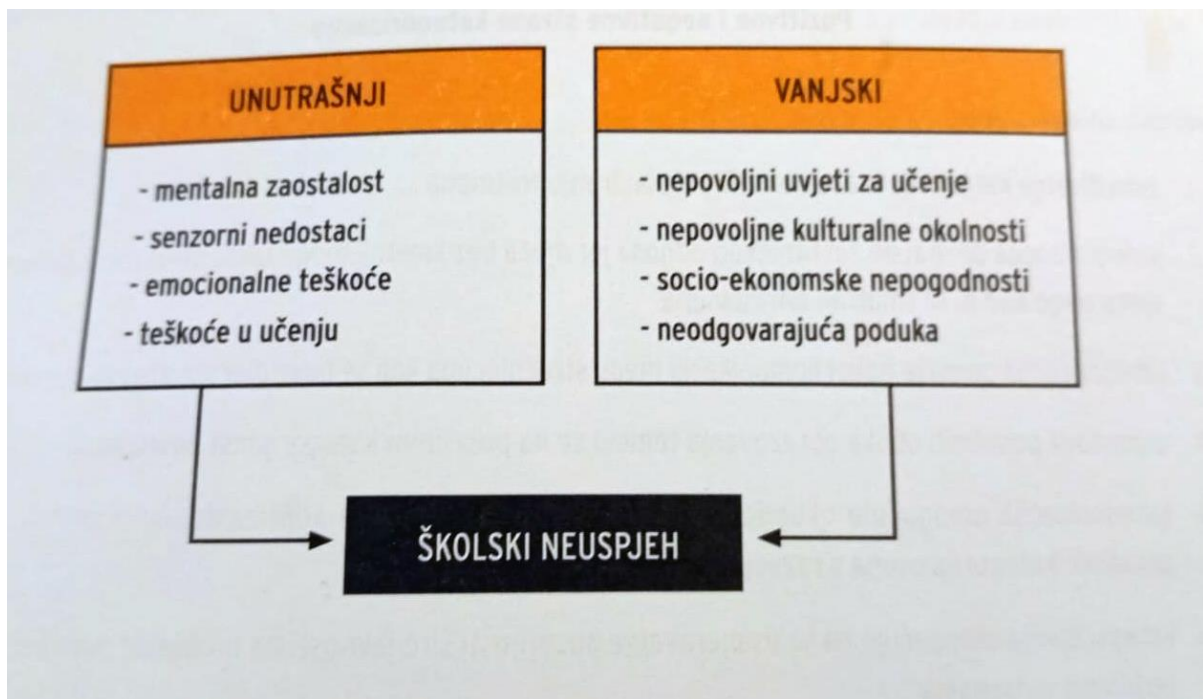 UNUTRAŠNJI
- mentalna zaostalost
- senzorni nedostaci
- emocionalne teškoće
- teškoće u učenju
VANJSKI
- nepovoljni uvjeti za učenje
- nepovoljne kulturalne okolnosti
- socio-ekonomske nepogodnosti
- neodgovarajuća poduka
ŠKOLSKI NEUSPJEH